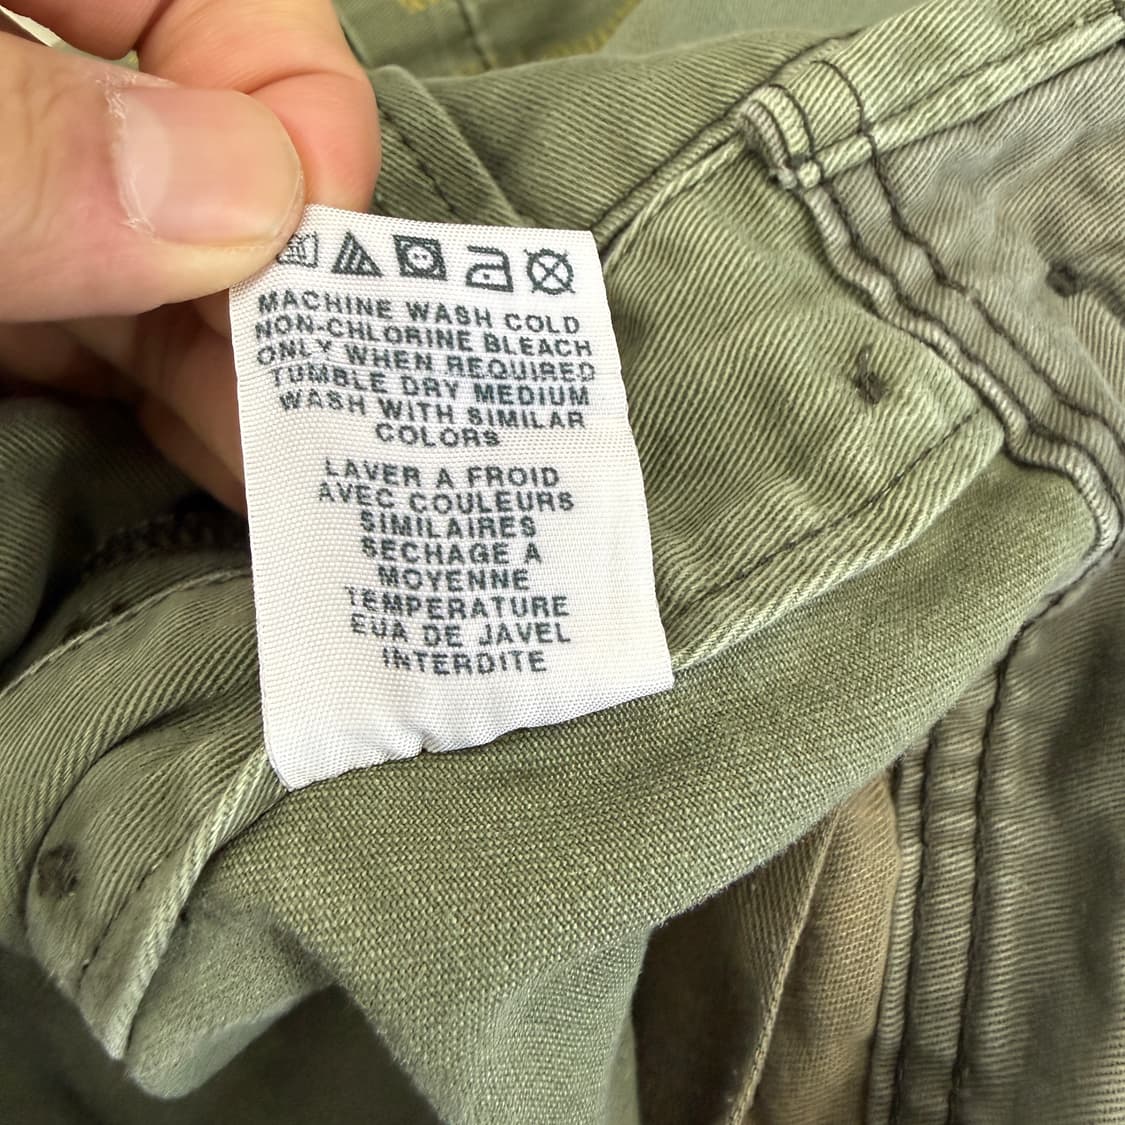 MACHINE WASH COLD
NON-CHLORINE BLEACH
ONLY WHEN REQUIRED
TUMBLE DRY MEDIUM
WASH WITH SIMILAR
COLORS
LAVER A FROID
AVEC COULEURS
SIMILAIRES
SECHAGE A
MOYENNE
TEMPERATURE
EUA DE JAVEL
INTERDITE